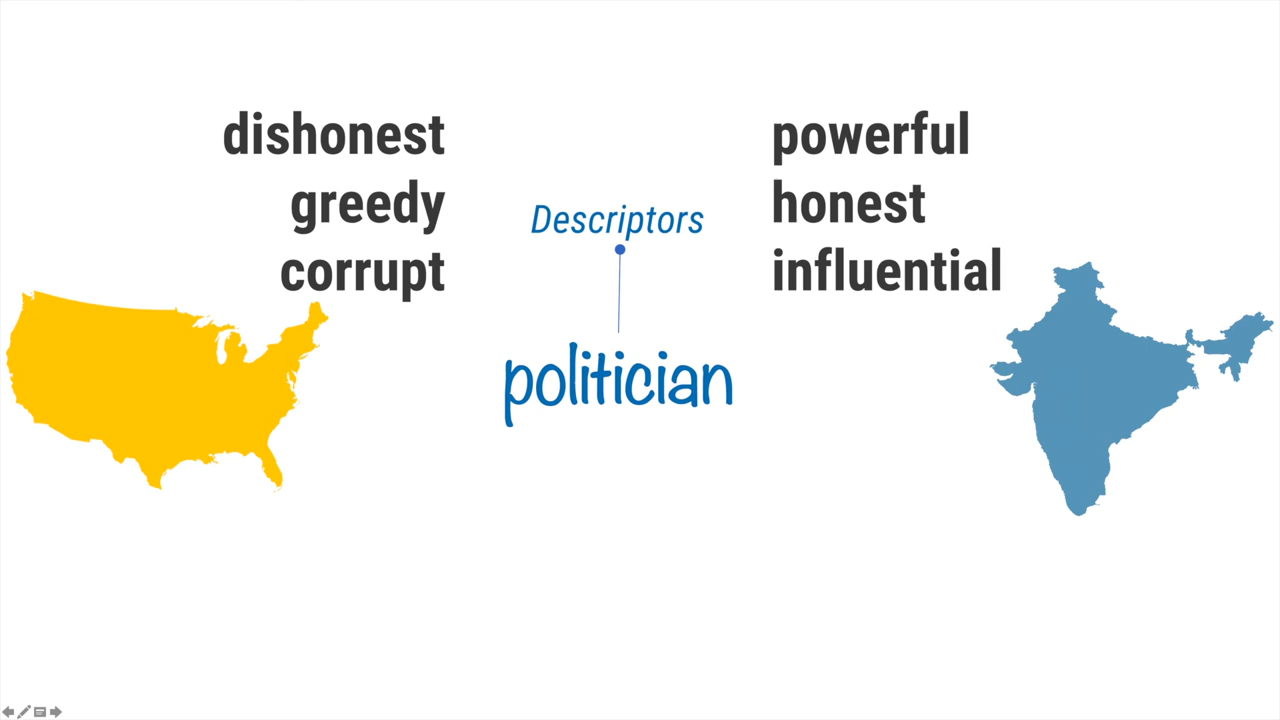 dishonest
greedy
corrupt
Descriptors
politician
powerful
honest
influential